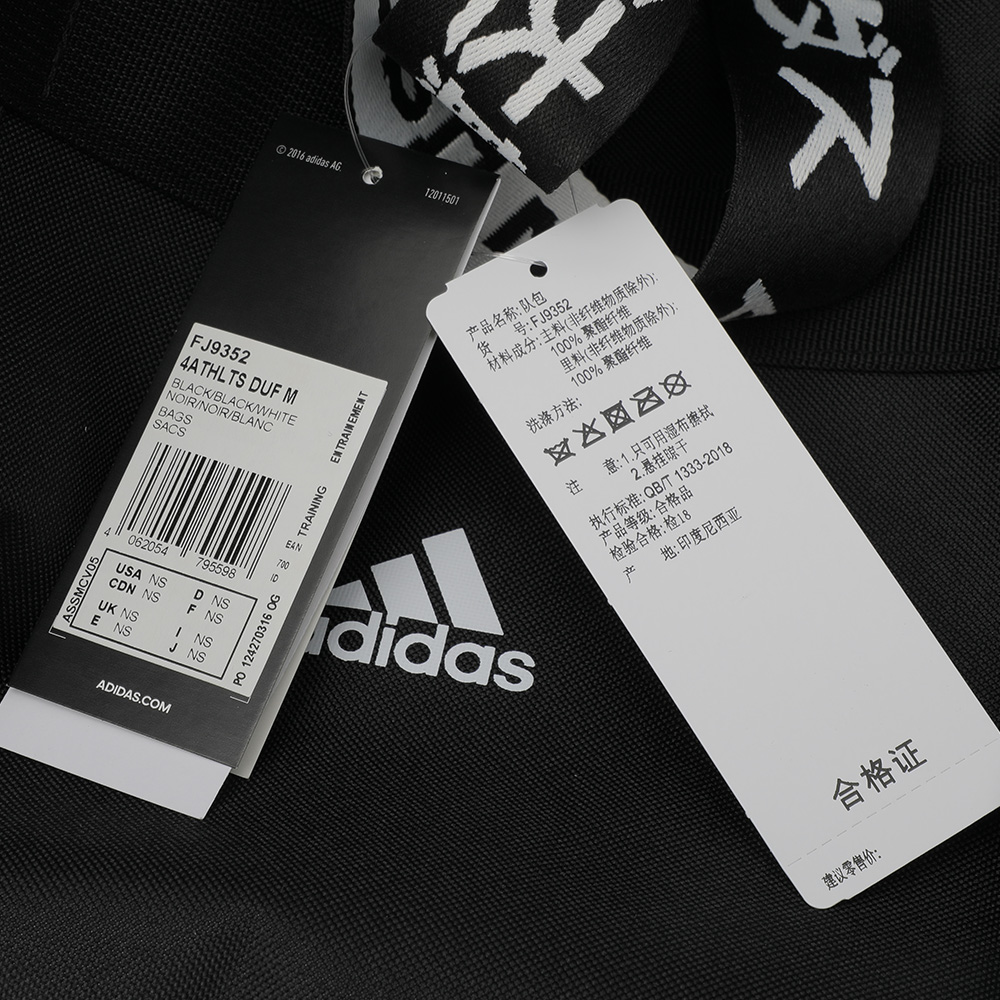 ダス
© 2016 adidas AG.
12011501
FJ9352
4ATHLTS DUF M
BLACK/BLACK/WHITE
NOIR/NOIR/BLANC
BAGS
SACS
TRAINING ENTRAINEMENT
4 062054 795598
EAN
700
ID
ASSMCV05
USA NS D NS
CDN NS F NS
UK NS I NS
E NS J NS
PO 124270316 OG
ADIDAS.COM
adidas
产品名称: 队包
货 号: FJ9352
材料成分: 主料(非纤维物质除外):
100% 聚酯纤维
里料(非纤维物质除外):
100% 聚酯纤维
洗涤方法:
注 意: 1.只可用湿布擦拭
2.悬挂晾干
执行标准: QB/T 1333-2018
产品等级: 合格品
检验合格: 检18
产 地: 印度尼西亚
合格证
建议零售价: